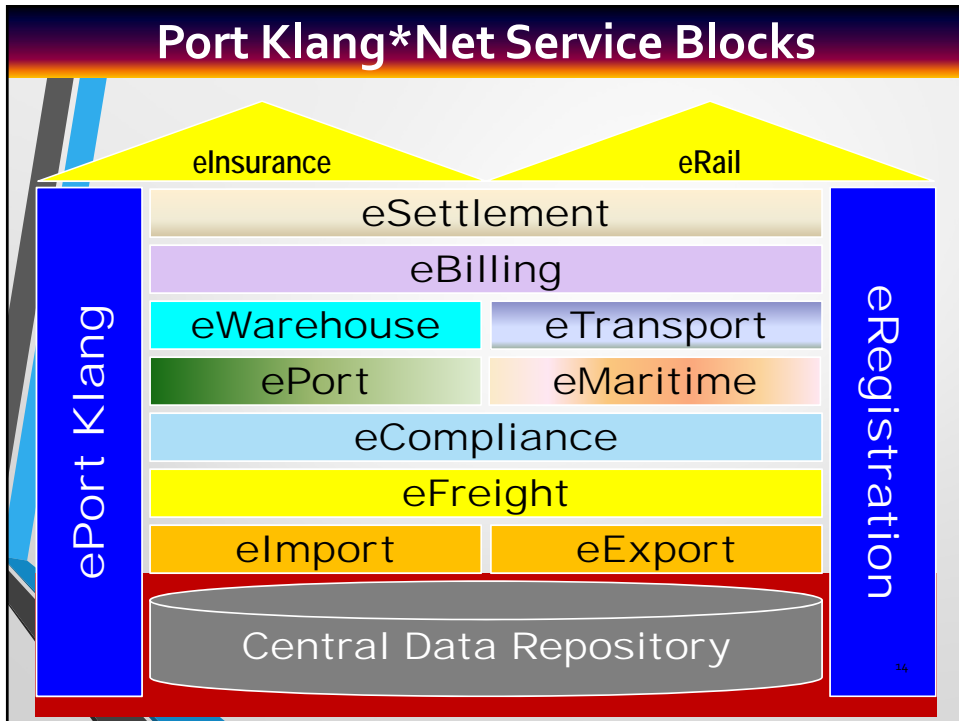 Port Klang*Net Service Blocks
eInsurance
eRail
eSettlement
eBilling
eWarehouse
eTransport
ePort
eMaritime
eCompliance
eFreight
eImport
eExport
Central Data Repository
ePort Klang
eRegistration
14